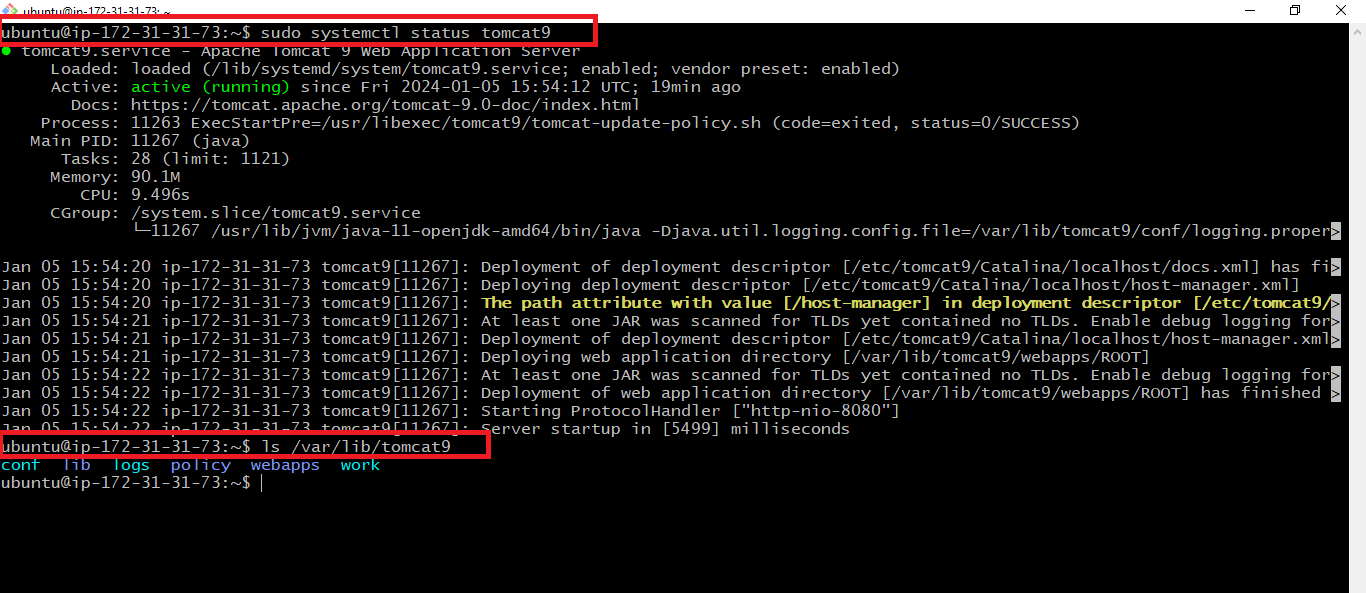 ubuntu@ip-172-31-31-73: ~
ubuntu@ip-172-31-31-73:~$ sudo systemctl status tomcat9
● tomcat9.service - Apache Tomcat 9 Web Application Server
Loaded: loaded (/lib/systemd/system/tomcat9.service; enabled; vendor preset: enabled)
Active: active (running) since Fri 2024-01-05 15:54:12 UTC; 19min ago
Docs: https://tomcat.apache.org/tomcat-9.0-doc/index.html
Process: 11263 ExecStartPre=/usr/libexec/tomcat9/tomcat-update-policy.sh (code=exited, status=0/SUCCESS)
Main PID: 11267 (java)
Tasks: 28 (limit: 1121)
Memory: 90.1M
CPU: 9.496s
CGroup: /system.slice/tomcat9.service
└─11267 /usr/lib/jvm/java-11-openjdk-amd64/bin/java -Djava.util.logging.config.file=/var/lib/tomcat9/conf/logging.proper>
Jan 05 15:54:20 ip-172-31-31-73 tomcat9[11267]: Deployment of deployment descriptor [/etc/tomcat9/Catalina/localhost/docs.xml] has fi>
Jan 05 15:54:20 ip-172-31-31-73 tomcat9[11267]: Deploying deployment descriptor [/etc/tomcat9/Catalina/localhost/host-manager.xml]
Jan 05 15:54:20 ip-172-31-31-73 tomcat9[11267]: The path attribute with value [/host-manager] in deployment descriptor [/etc/tomcat9/>
Jan 05 15:54:21 ip-172-31-31-73 tomcat9[11267]: At least one JAR was scanned for TLDs yet contained no TLDs. Enable debug logging for>
Jan 05 15:54:21 ip-172-31-31-73 tomcat9[11267]: Deployment of deployment descriptor [/etc/tomcat9/Catalina/localhost/host-manager.xml>
Jan 05 15:54:21 ip-172-31-31-73 tomcat9[11267]: Deploying web application directory [/var/lib/tomcat9/webapps/ROOT]
Jan 05 15:54:22 ip-172-31-31-73 tomcat9[11267]: At least one JAR was scanned for TLDs yet contained no TLDs. Enable debug logging for>
Jan 05 15:54:22 ip-172-31-31-73 tomcat9[11267]: Deployment of web application directory [/var/lib/tomcat9/webapps/ROOT] has finished >
Jan 05 15:54:22 ip-172-31-31-73 tomcat9[11267]: Starting ProtocolHandler ["http-nio-8080"]
Jan 05 15:54:22 ip-172-31-31-73 tomcat9[11267]: Server startup in [5499] milliseconds
ubuntu@ip-172-31-31-73:~$ ls /var/lib/tomcat9
conf lib logs policy webapps work
ubuntu@ip-172-31-31-73:~$